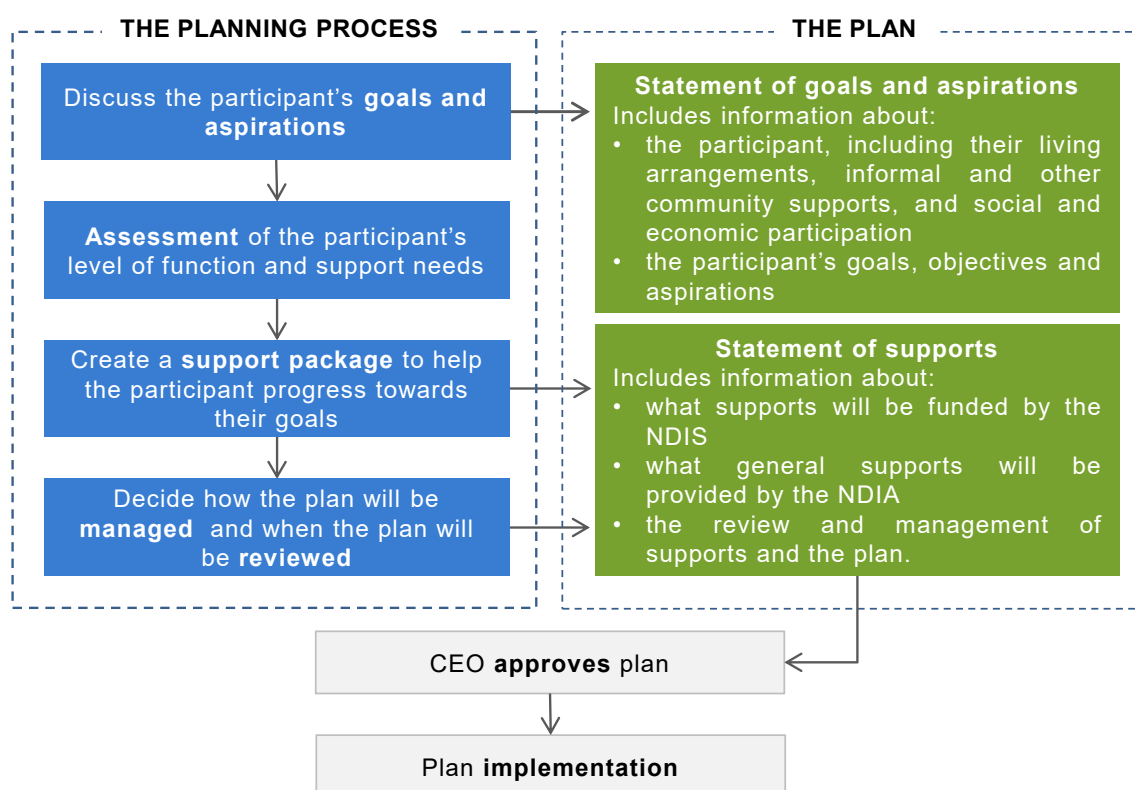 THE PLANNING PROCESS
Discuss the participant's goals and
aspirations
Assessment of the participant's
level of function and support needs
Create a support package to help
the participant progress towards
their goals
Decide how the plan will be
managed and when the plan will
be reviewed
THE PLAN
Statement of goals and aspirations
Includes information about:
• the participant, including their living
arrangements, informal and other
community supports, and social and
economic participation
• the participant's goals, objectives and
aspirations
Statement of supports
Includes information about:
• what supports will be funded by the
NDIS
• what general supports will be
provided by the NDIA
• the review and management of
supports and the plan.
CEO approves plan
Plan implementation